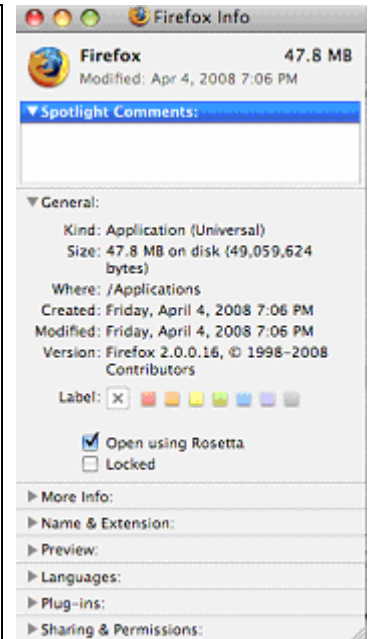 Firefox Info
Firefox 47.8 MB
Modified: Apr 4, 2008 7:06 PM
Spotlight Comments:
General:
Kind: Application (Universal)
Size: 47.8 MB on disk (49,059,624
bytes)
Where: /Applications
Created: Friday, April 4, 2008 7:06 PM
Modified: Friday, April 4, 2008 7:06 PM
Version: Firefox 2.0.0.16, © 1998-2008
Contributors
Label:
Open using Rosetta
Locked
More Info:
Name & Extension:
Preview:
Languages:
Plug-ins:
Sharing & Permissions: